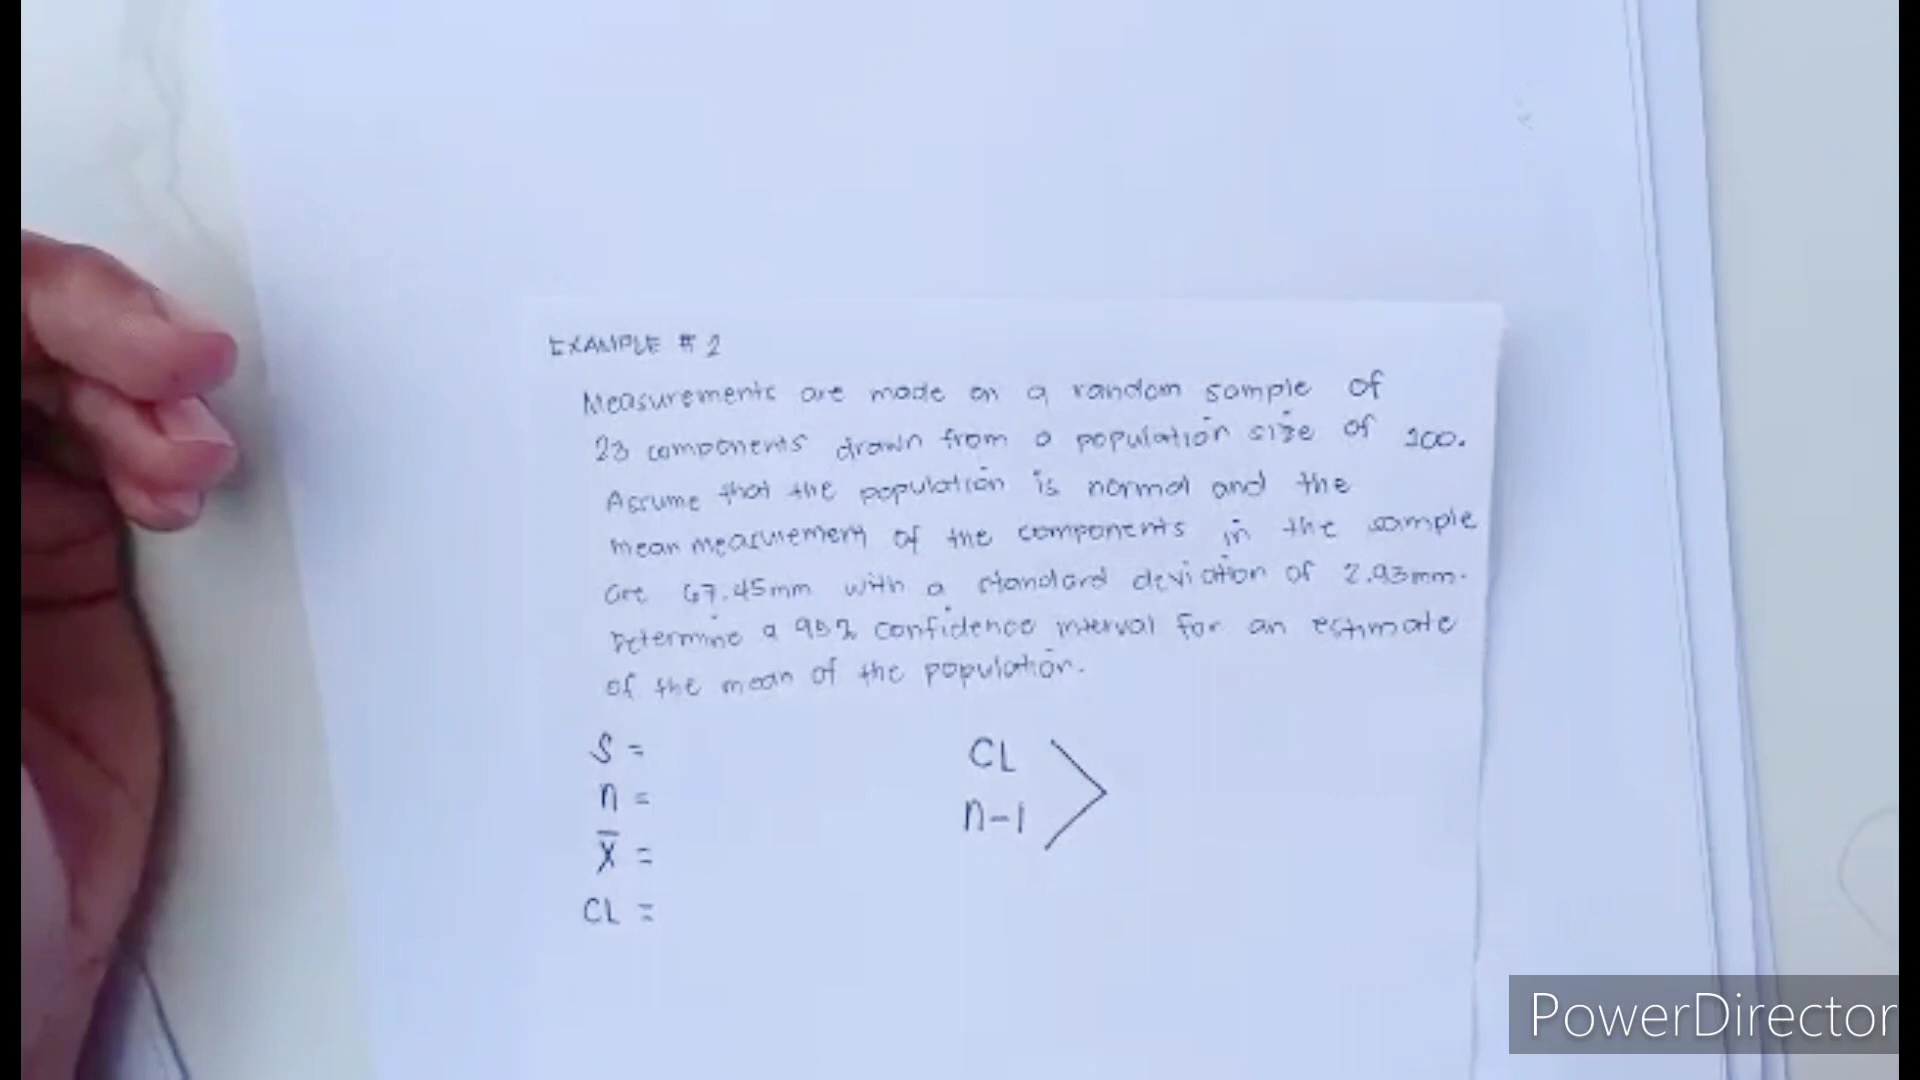 EXAMPLE # 2
Measurements are made on a random sample of
23 components drawn from a population size of 100.
Assume that the population is normal and the
mean measurement of the components in the sample
are 67.45mm with a standard deviation of 2.93mm.
Determine a 95% confidence interval for an estimate
of the mean of the population.
S =
n =
X̅ =
CL =
CL
n-1
PowerDirector